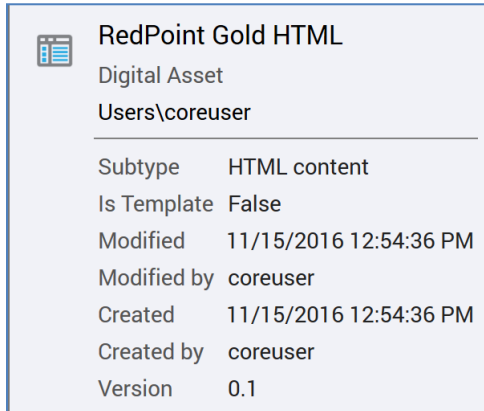 RedPoint Gold HTML
Digital Asset
Users\coreuser
Subtype HTML content
Is Template False
Modified 11/15/2016 12:54:36 PM
Modified by coreuser
Created 11/15/2016 12:54:36 PM
Created by coreuser
Version 0.1